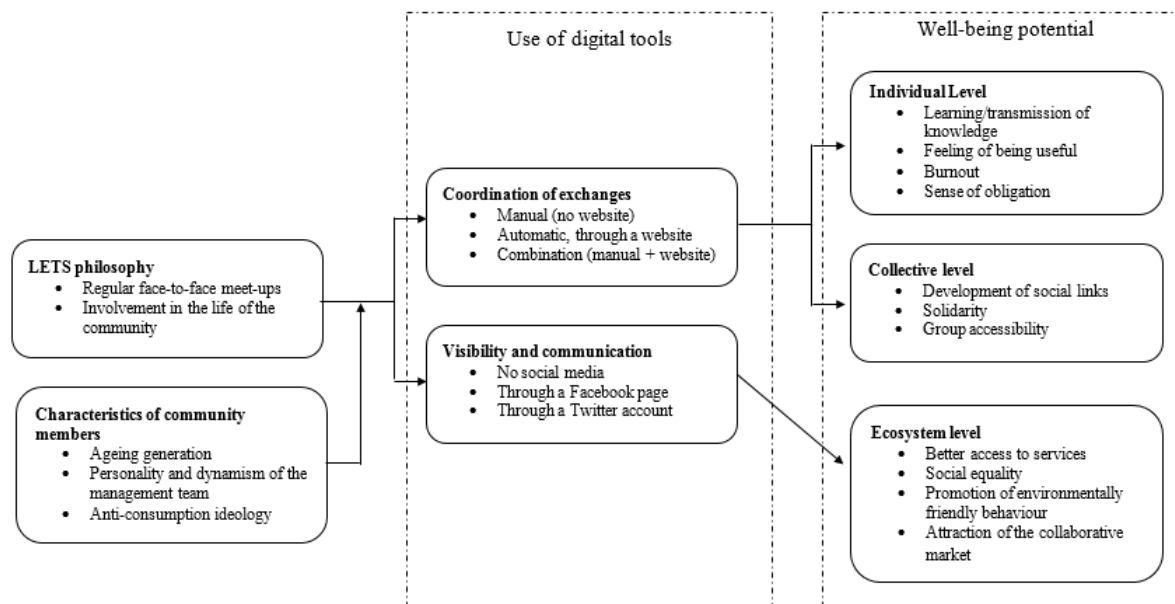 LETS philosophy
• Regular face-to-face meet-ups
• Involvement in the life of the
community
Characteristics of community
members
• Ageing generation
• Personality and dynamism of the
management team
• Anti-consumption ideology
Use of digital tools
Coordination of exchanges
• Manual (no website)
• Automatic, through a website
• Combination (manual + website)
Visibility and communication
• No social media
• Through a Facebook page
• Through a Twitter account
Well-being potential
Individual Level
• Learning/transmission of
knowledge
• Feeling of being useful
• Burnout
• Sense of obligation
Collective level
• Development of social links
• Solidarity
• Group accessibility
Ecosystem level
• Better access to services
• Social equality
• Promotion of environmentally
friendly behaviour
• Attraction of the collaborative
market